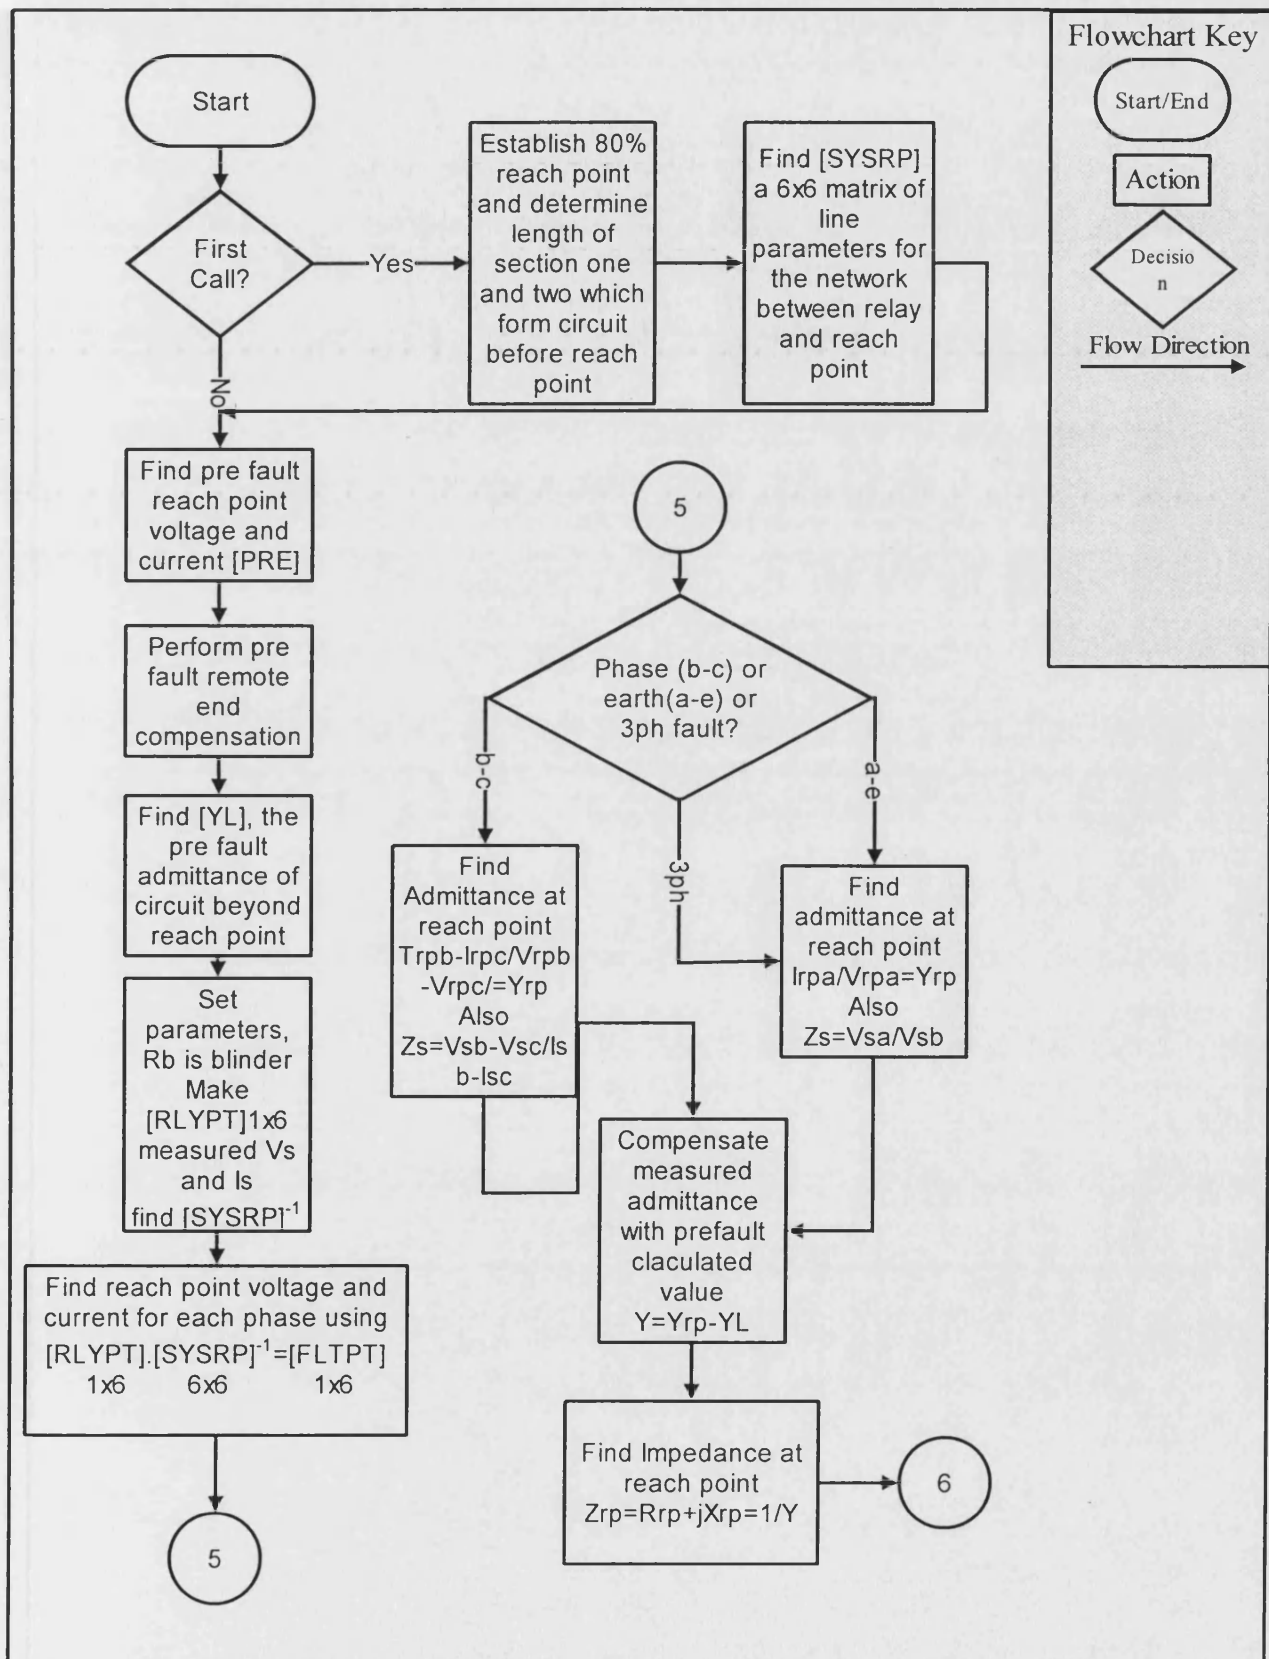 Start
First
Call?
Yes
No
Establish 80%
reach point
and determine
length of
section one
and two which
form circuit
before reach
point
Find [SYSRP]
a 6x6 matrix of
line
parameters for
the network
between relay
and reach
point
Find pre fault
reach point
voltage and
current [PRE]
Perform pre
fault remote
end
compensation
Find [YL], the
pre fault
admittance of
circuit beyond
reach point
Set
parameters,
Rb is blinder
Make
[RLYPT]1x6
measured Vs
and Is
find [SYSRP]⁻¹
Find reach point voltage and
current for each phase using
[RLYPT].[SYSRP]⁻¹=[FLTPT]
1x6 6x6 1x6
5
5
Phase (b-c) or
earth(a-e) or
3ph fault?
b-c
3ph
a-e
Find
Admittance at
reach point
Trpb-Irpc/Vrpb
-Vrpc/=Yrp
Also
Zs=Vsb-Vsc/Is
b-Isc
Find
admittance at
reach point
Irpa/Vrpa=Yrp
Also
Zs=Vsa/Vsb
Compensate
measured
admittance
with prefault
claculated
value
Y=Yrp-YL
Find Impedance at
reach point
Zrp=Rrp+jXrp=1/Y
6
Flowchart Key
Start/End
Action
Decisio
n
Flow Direction